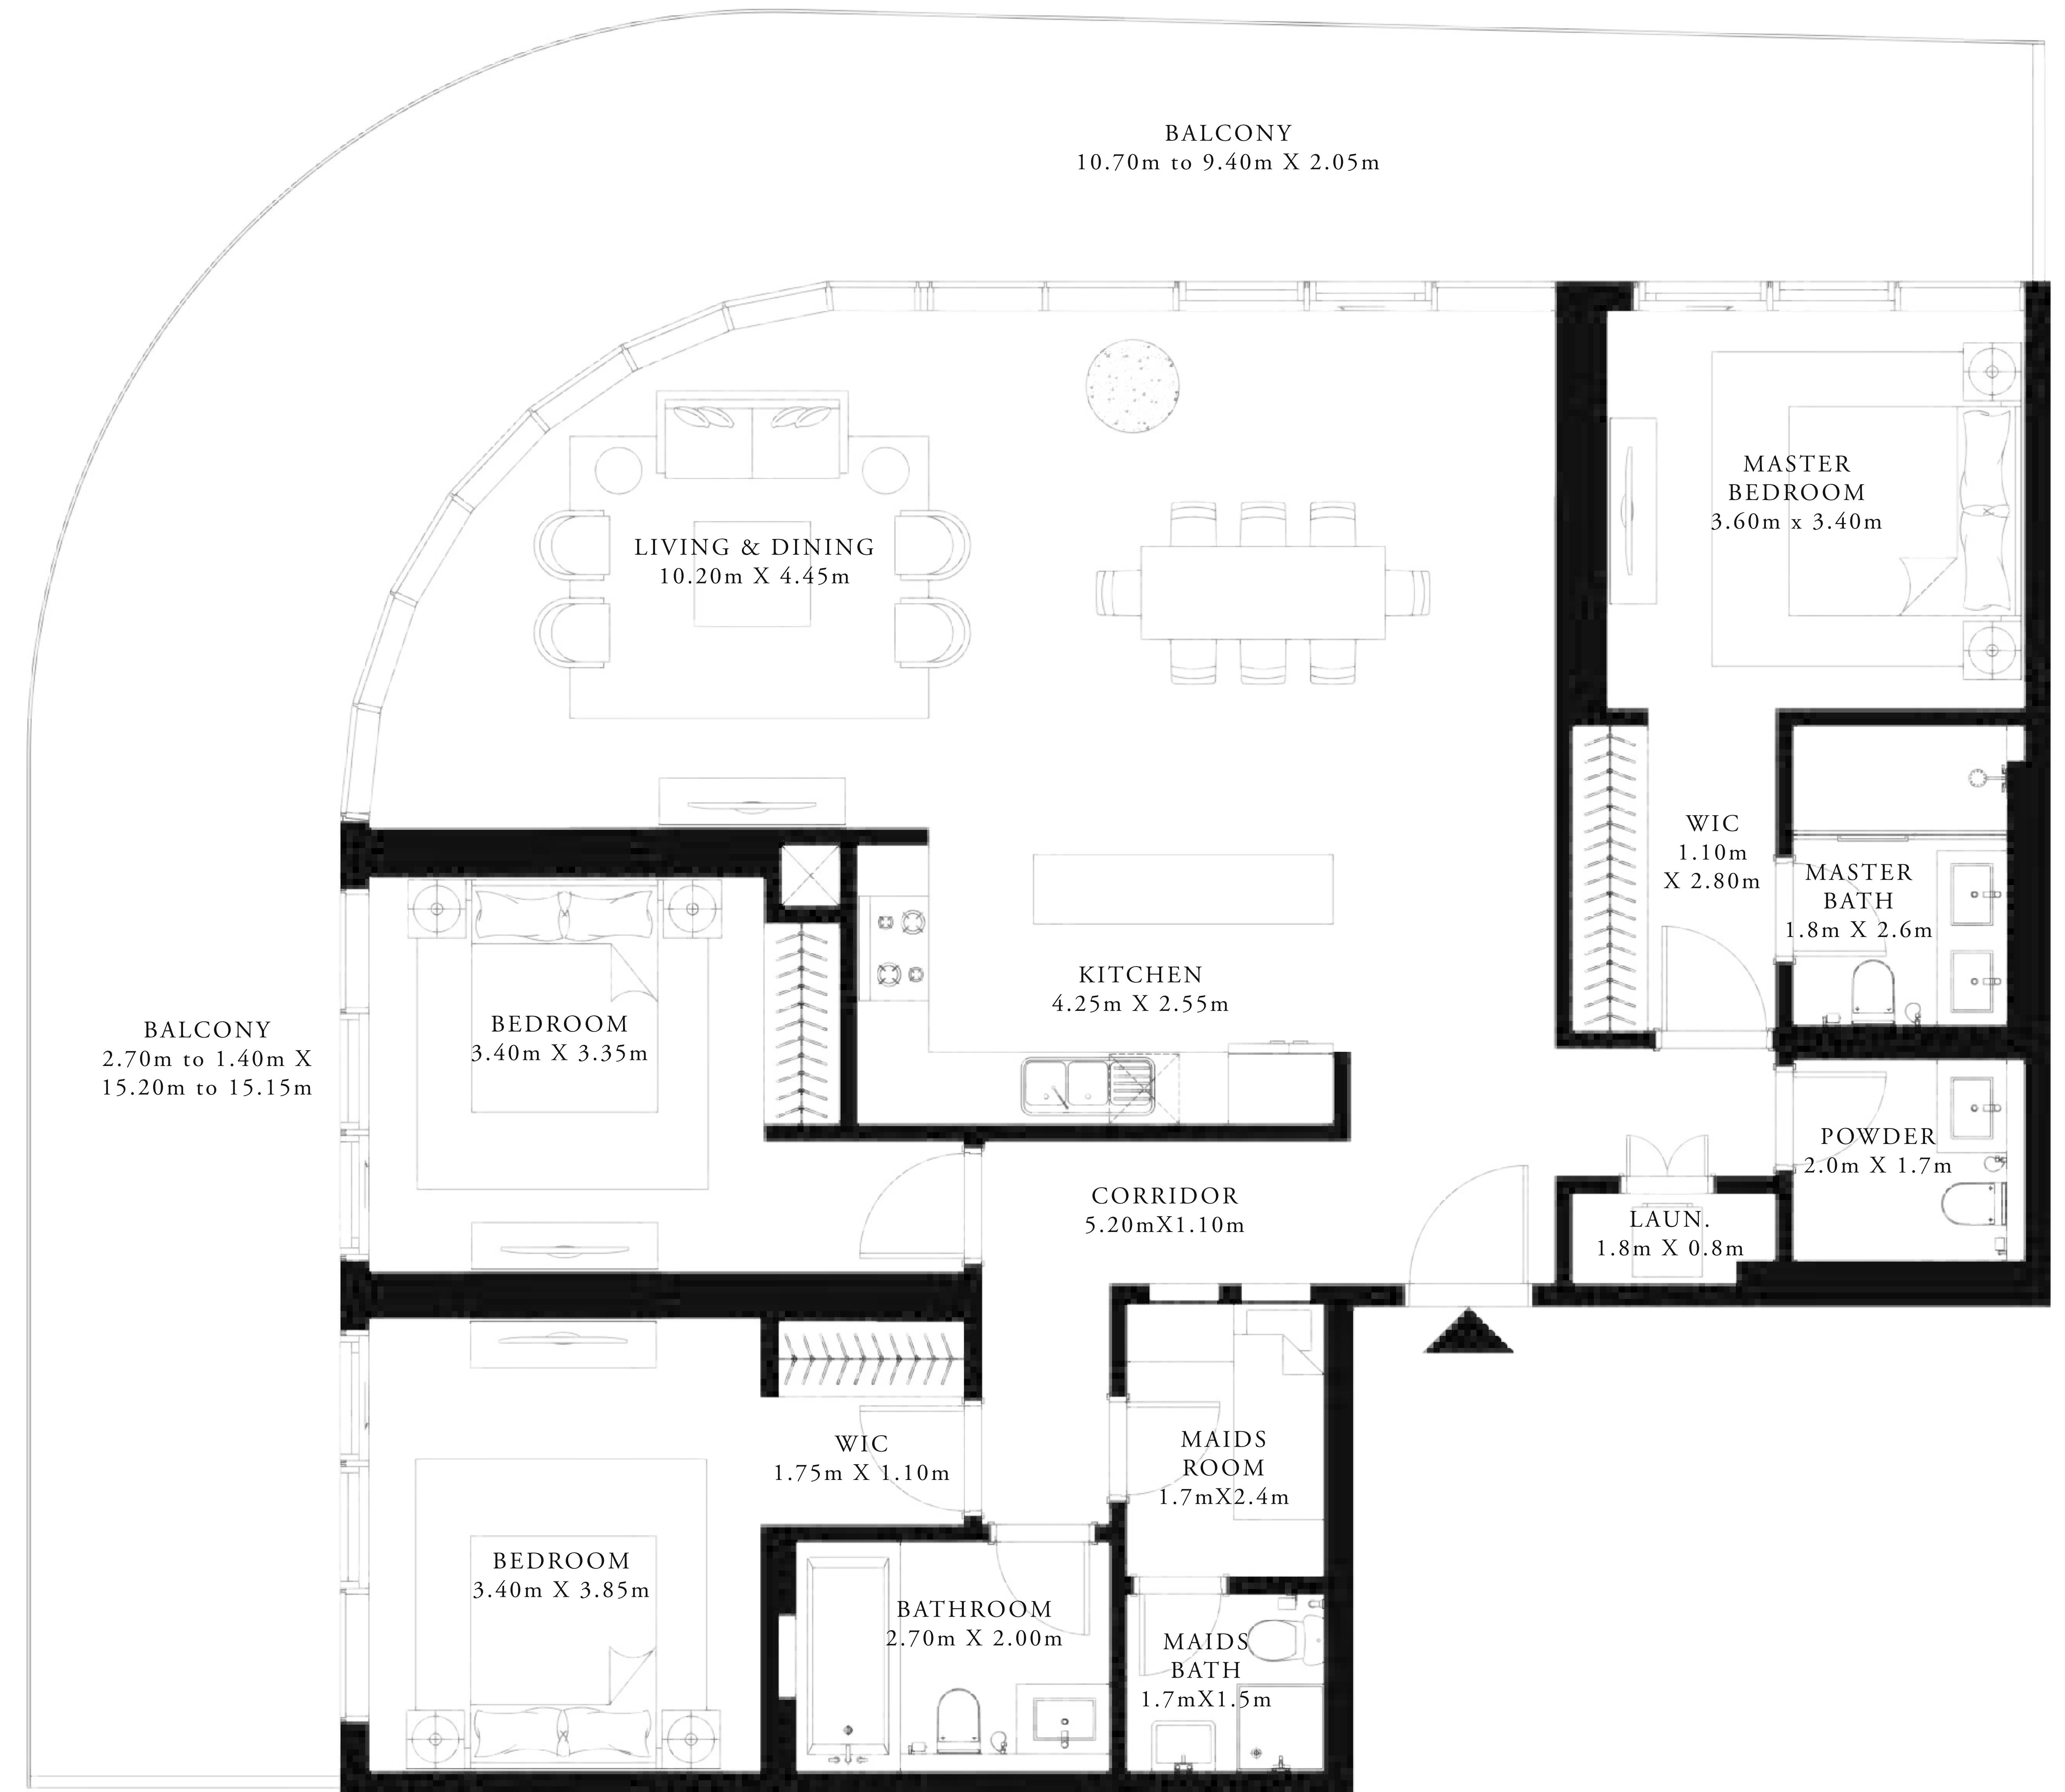 BALCONY
10.70m to 9.40m X 2.05m
MASTER
BEDROOM
3.60m x 3.40m
LIVING & DINING
10.20m X 4.45m
WIC
1.10m
X 2.80m
MASTER
BATH
1.8m X 2.6m
KITCHEN
4.25m X 2.55m
BEDROOM
3.40m X 3.35m
BALCONY
2.70m to 1.40m X
15.20m to 15.15m
POWDER
2.0m X 1.7m
CORRIDOR
5.20mX1.10m
LAUN.
1.8m X 0.8m
WIC
1.75m X 1.10m
MAIDS
ROOM
1.7mX2.4m
BEDROOM
3.40m X 3.85m
BATHROOM
2.70m X 2.00m
MAIDS
BATH
1.7mX1.5m